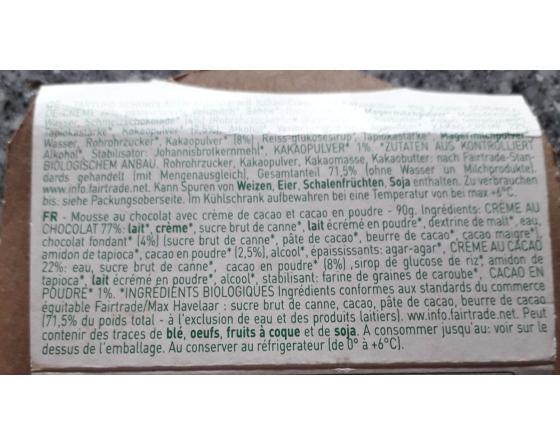 Wasser, Rohrohrzucker*, Kakaopulver* (8%) Reis-glukosesirup*, Tapiokastärke*, Magermilchpulver*,
Alkohol*, Stabilisator: Johannisbrotkernmehl*, KAKAOPULVER* 1%. *ZUTATEN AUS KONTROLLIERT
BIOLOGISCHEM ANBAU. Rohrohrzucker, Kakaopulver, Kakaomasse, Kakaobutter: nach Fairtrade-Stan-
dards gehandelt (mit Mengenausgleich), Gesamtanteil 71,5% (ohne Wasser und Milchprodukte).
www.info.fairtrade.net. Kann Spuren von Weizen, Eier, Schalenfrüchten, Soja enthalten. Zu verbrauchen
bis: siehe Packungsoberseite. Im Kühlschrank aufbewahren bei eine Temperatur von bei max +6°C.
FR - Mousse au chocolat avec crème de cacao et cacao en poudre - 90g. Ingrédients: CRÈME AU
CHOCOLAT 77%: lait*, crème*, sucre brut de canne*, lait écrémé en poudre*, dextrine de malt*, eau,
chocolat fondant* (4%) (sucre brut de canne*, pâte de cacao*, beurre de cacao*, cacao maigre*),
amidon de tapioca*, cacao en poudre* (2,5%), alcool*, épaississants: agar-agar*, CRÈME AU CACAO
22%: eau, sucre brut de canne*, cacao en poudre* (8%) ,sirop de glucose de riz*, amidon de
tapioca*, lait écrémé en poudre*, alcool*, stabilisant: farine de graines de caroube*, CACAO EN
POUDRE* 1%. *INGRÉDIENTS BIOLOGIQUES Ingrédients conformes aux standards du commerce
équitable Fairtrade/Max Havelaar : sucre brut de canne, cacao, pâte de cacao, beurre de cacao
(71,5% du poids total - à l'exclusion de eau et des produits laitiers). www.info.fairtrade.net. Peut
contenir des traces de blé, oeufs, fruits à coque et de soja. A consommer jusqu'au: voir sur le
dessus de l'emballage. Au conserver au réfrigérateur (de 0° à +6°C).